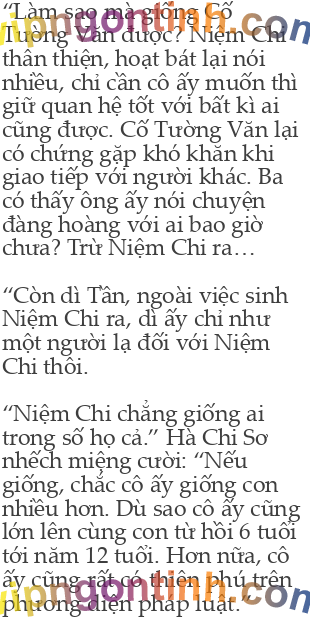 “Làm sao mà giống Cố
Tường Văn được? Niệm Chi
thân thiện, hoạt bát lại nói
nhiều, chỉ cần cô ấy muốn thì
giữ quan hệ tốt với bất kì ai
cũng được. Cố Tường Văn lại
có chứng gặp khó khăn khi
giao tiếp với người khác. Ba
có thấy ông ấy nói chuyện
đàng hoàng với ai bao giờ
chưa? Trừ Niệm Chi ra…
“Còn dì Tân, ngoài việc sinh
Niệm Chi ra, dì ấy chỉ như
một người lạ đối với Niệm
Chi thôi.
“Niệm Chi chẳng giống ai
trong số họ cả.” Hà Chi Sơ
nhếch miệng cười: “Nếu
giống, chắc cô ấy giống con
nhiều hơn. Dù sao cô ấy cũng
lớn lên cùng con từ hồi 6 tuổi
tới năm 12 tuổi. Hơn nữa, cô
ấy cũng rất có thiên phú trên
phương diện pháp luật.”
vipngontinh.com
vipngontinh.com